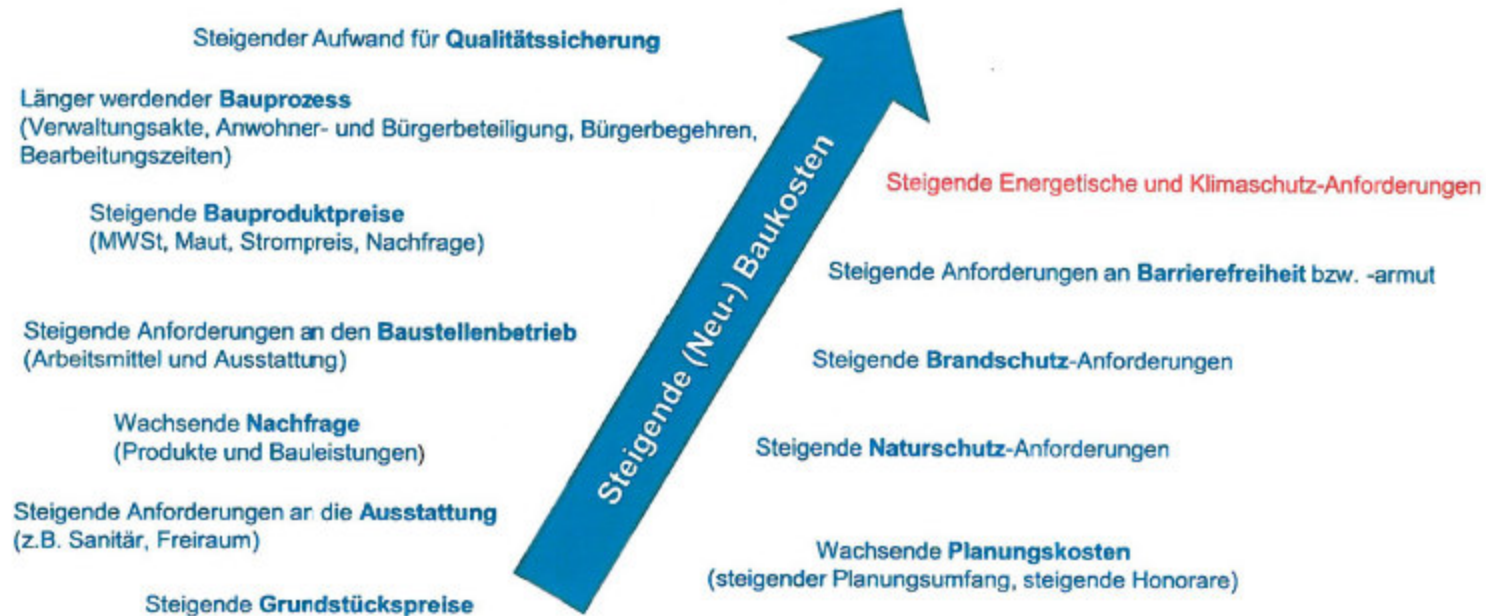 Steigender Aufwand für Qualitätssicherung
Länger werdender Bauprozess
(Verwaltungsakte, Anwohner- und Bürgerbeteiligung, Bürgerbegehren,
Bearbeitungszeiten)
Steigende Bauproduktpreise
(MWSt, Maut, Strompreis, Nachfrage)
Steigende Anforderungen an den Baustellenbetrieb
(Arbeitsmittel und Ausstattung)
Wachsende Nachfrage
(Produkte und Bauleistungen)
Steigende Anforderungen an die Ausstattung
(z.B. Sanitär, Freiraum)
Steigende Grundstückspreise
Steigende (Neu-) Baukosten
Steigende Energetische und Klimaschutz-Anforderungen
Steigende Anforderungen an Barrierefreiheit bzw. -armut
Steigende Brandschutz-Anforderungen
Steigende Naturschutz-Anforderungen
Wachsende Planungskosten
(steigender Planungsumfang, steigende Honorare)